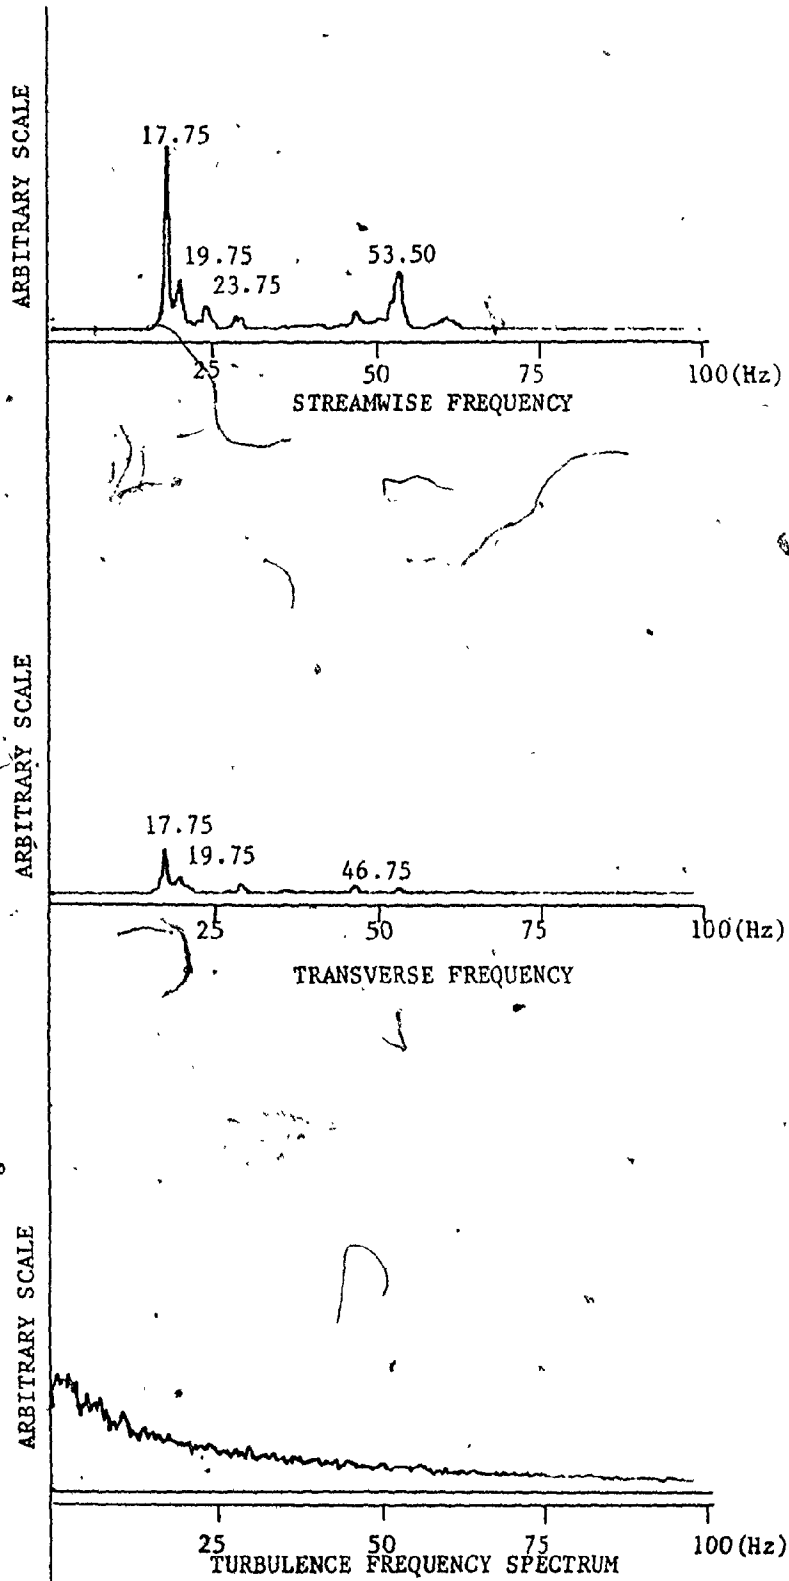 ARBITRARY SCALE
17.75
19.75
23.75
53.50
25
50
75
100(Hz)
STREAMWISE FREQUENCY
ARBITRARY SCALE
17.75
19.75
46.75
25
50
75
100(Hz)
TRANSVERSE FREQUENCY
ARBITRARY SCALE
25
50
75
100(Hz)
TURBULENCE FREQUENCY SPECTRUM